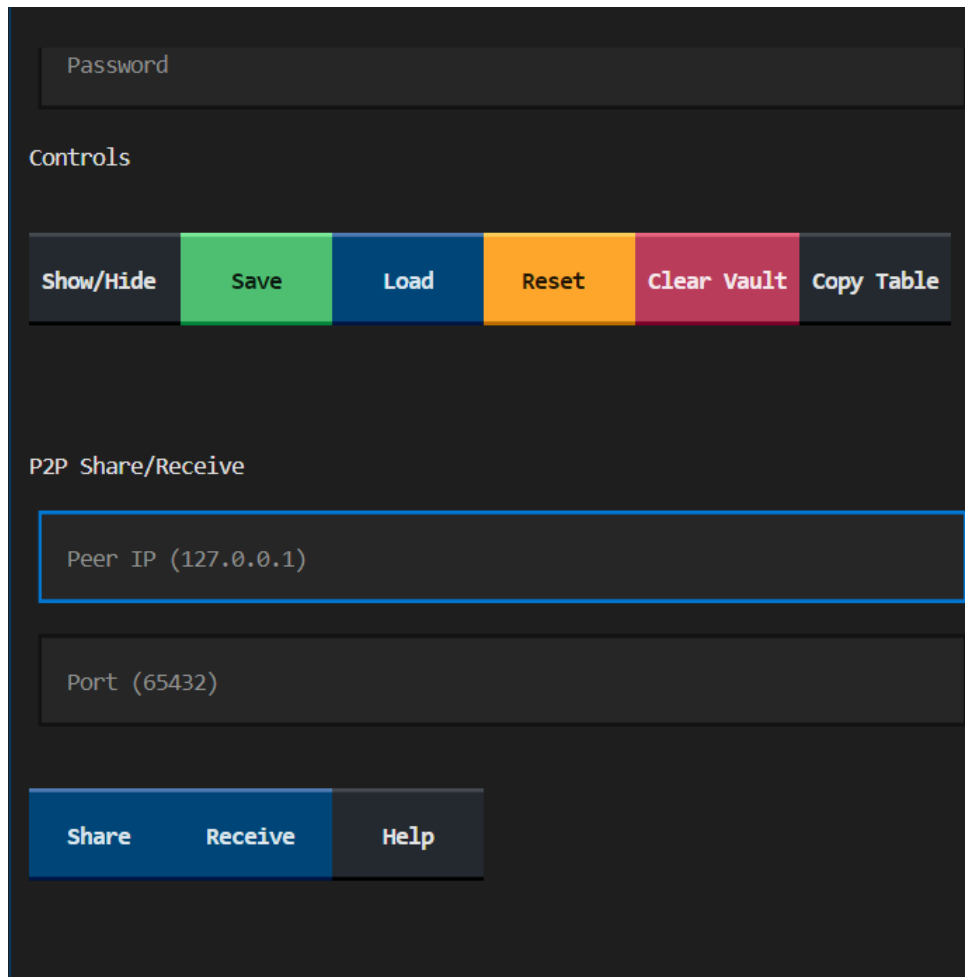 Password
Controls
Show/Hide Save Load Reset Clear Vault Copy Table
P2P Share/Receive
Peer IP (127.0.0.1)
Port (65432)
Share Receive Help